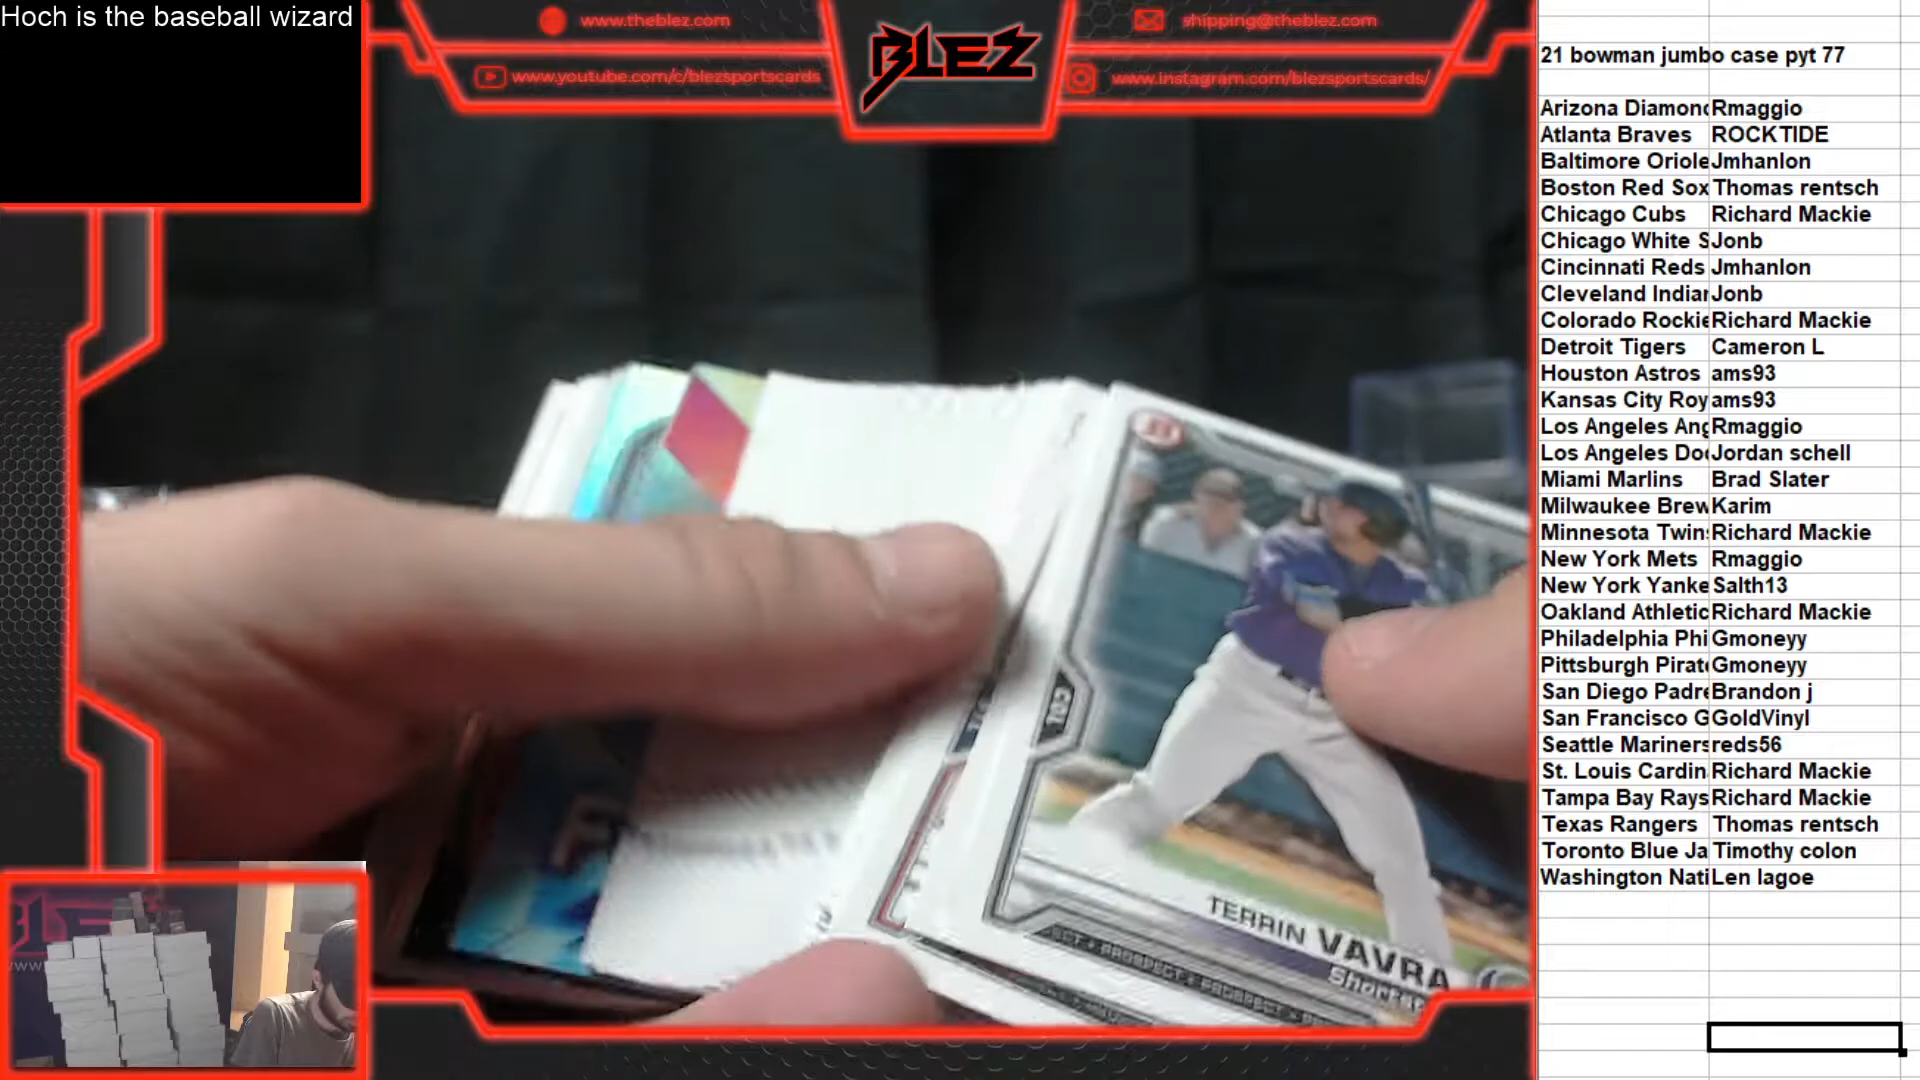 Hoch is the baseball wizard
www.theblez.com
shipping@theblez.com
BLEZ
www.youtube.com/c/blezsportscards
www.instagram.com/blezsportscards/
21 bowman jumbo case pyt 77
Arizona Diamond Rmaggio
Atlanta Braves ROCKTIDE
Baltimore Oriole Jmhanlon
Boston Red Sox Thomas rentsch
Chicago Cubs Richard Mackie
Chicago White S Jonb
Cincinnati Reds Jmhanlon
Cleveland Indian Jonb
Colorado Rockie Richard Mackie
Detroit Tigers Cameron L
Houston Astros ams93
Kansas City Roy ams93
Los Angeles Ang Rmaggio
Los Angeles Dod Jordan schell
Miami Marlins Brad Slater
Milwaukee Brew Karim
Minnesota Twins Richard Mackie
New York Mets Rmaggio
New York Yanke Salth13
Oakland Athletic Richard Mackie
Philadelphia Phi Gmoneyy
Pittsburgh Pirate Gmoneyy
San Diego Padre Brandon j
San Francisco G GoldVinyl
Seattle Mariners reds56
St. Louis Cardin Richard Mackie
Tampa Bay Rays Richard Mackie
Texas Rangers Thomas rentsch
Toronto Blue Ja Timothy colon
Washington Nati Len lagoe
COL
TERRIN VAVRA
PROSPECT • PROSPECT